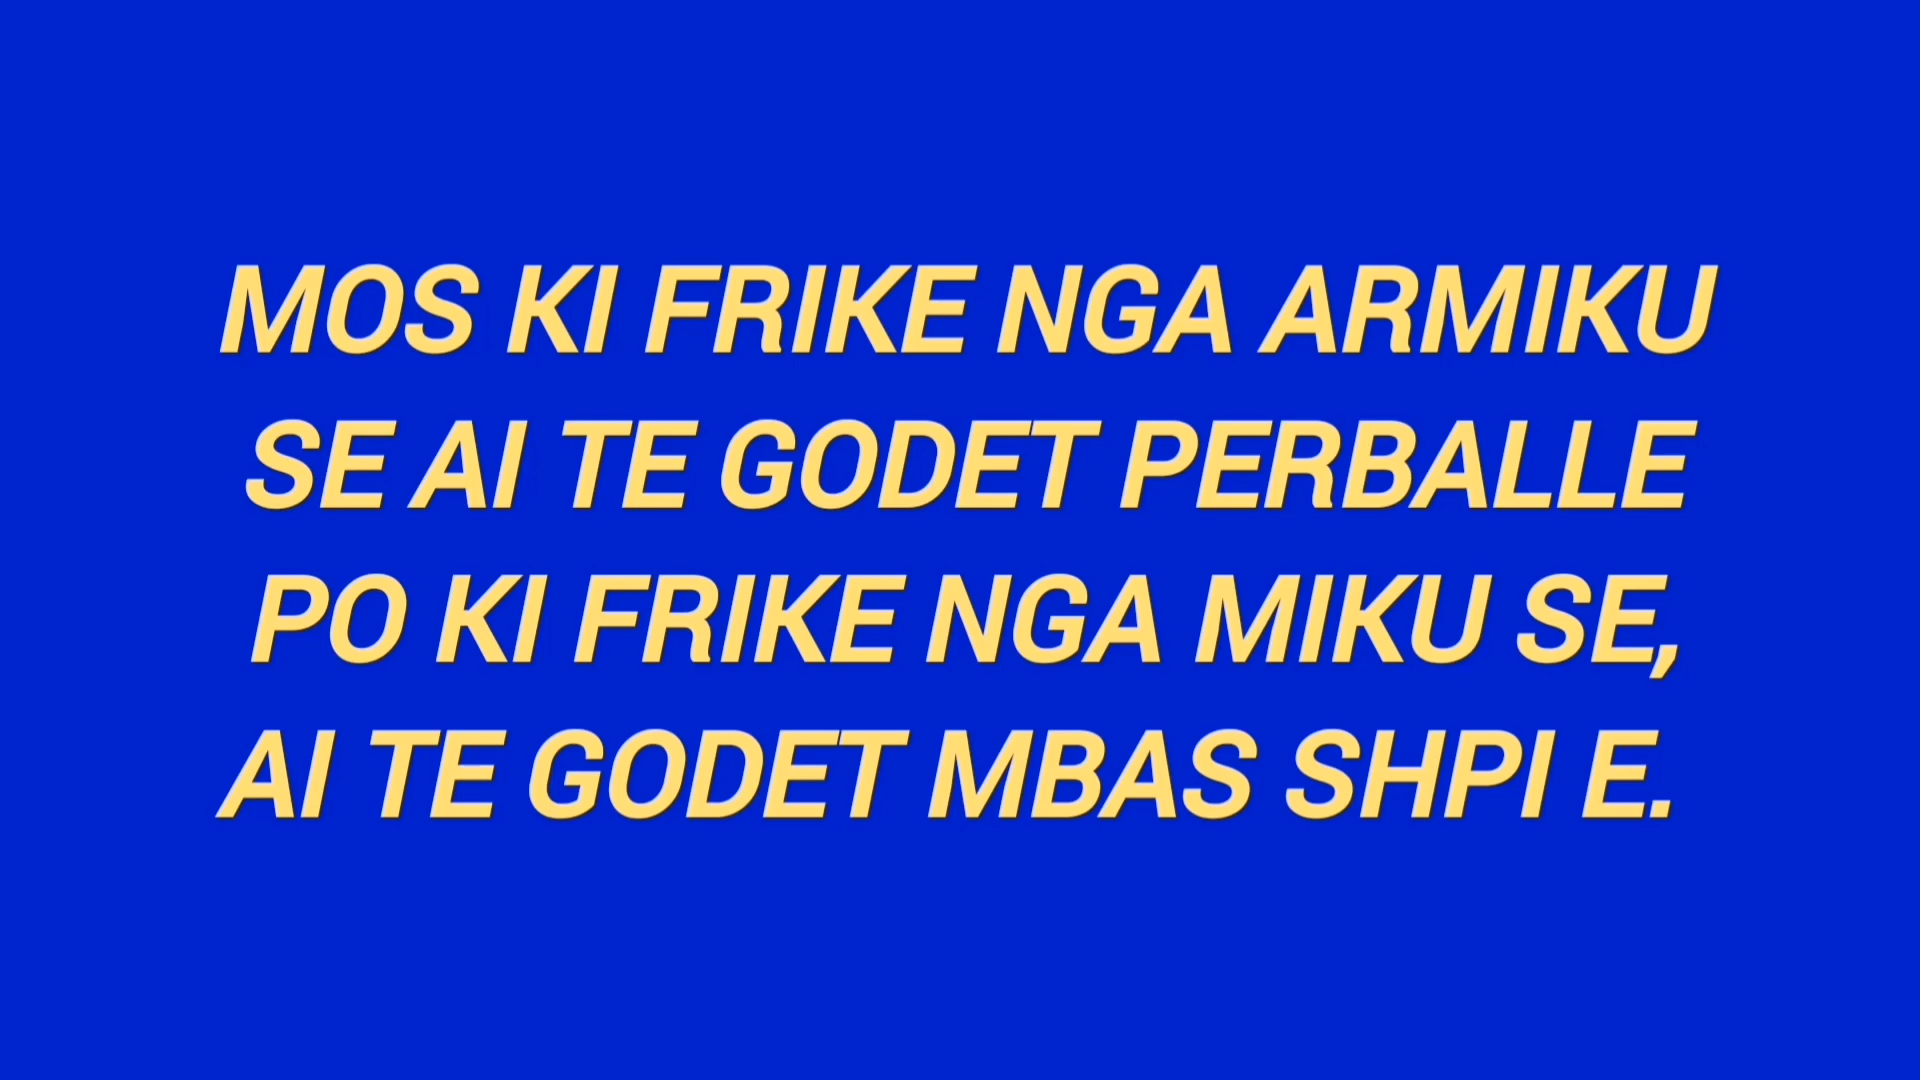 MOS KI FRIKE NGA ARMIKU
SE AI TE GODET PERBALLE
PO KI FRIKE NGA MIKU SE,
AI TE GODET MBAS SHPI E.